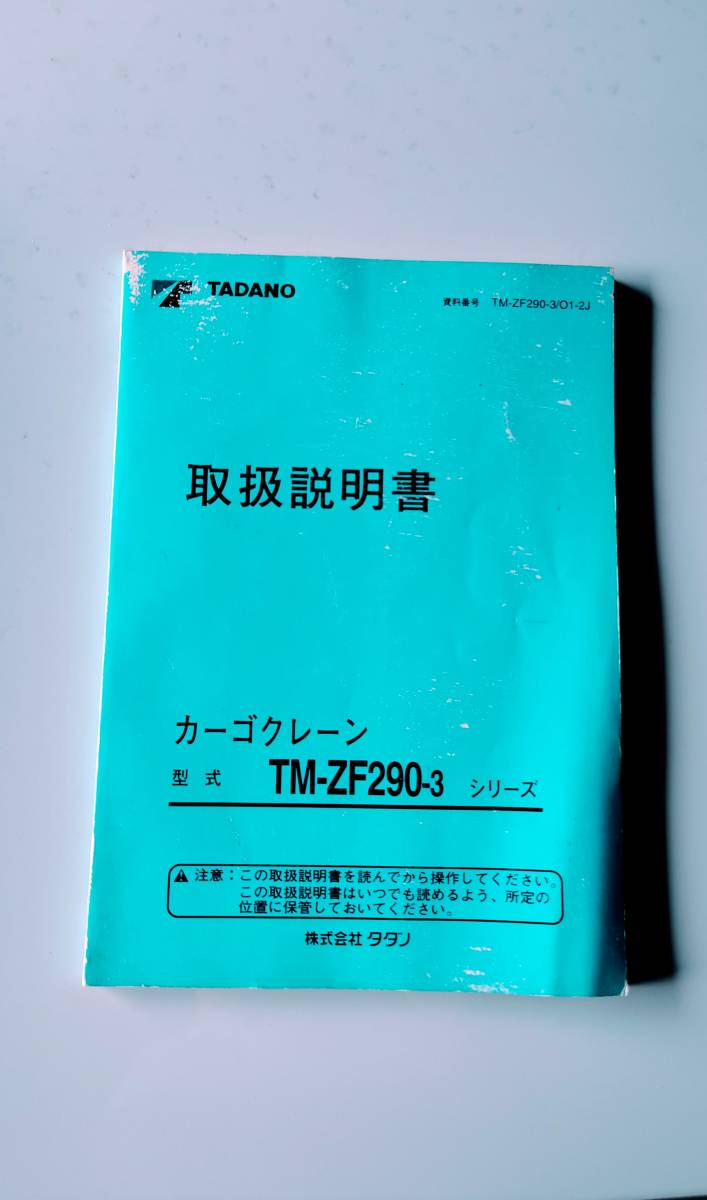 TADANO
資料番号 TM-ZF290-3/O1-2J
取扱説明書
カーゴクレーン
型式 TM-ZF290-3 シリーズ
⚠ 注意:この取扱説明書を読んでから操作してください。
この取扱説明書はいつでも読めるよう、所定の
位置に保管しておいてください。
株式会社 タダノ